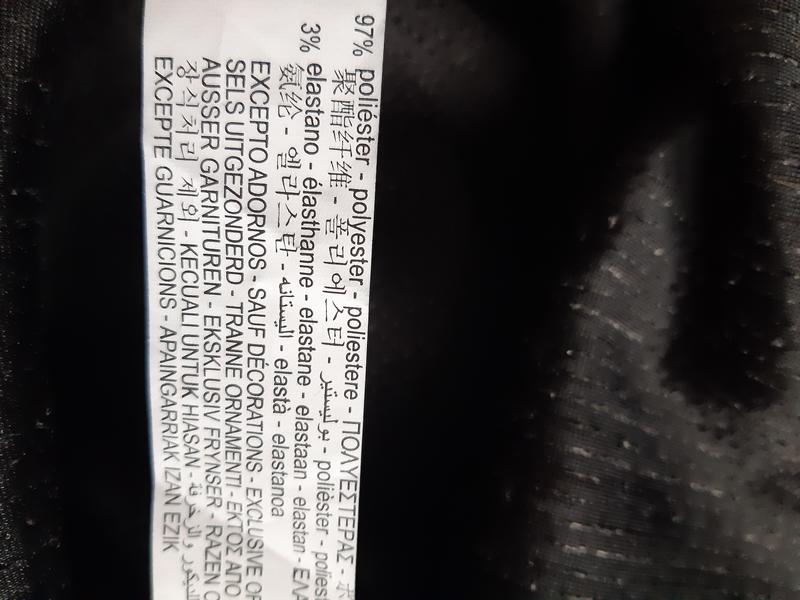 97% poliéster - polyester - poliestere - ΠΟΛΥΕΣΤΕΡΑΣ -
聚酯纤维 - 폴리에스터 - بوليستير - polièster -
3% elastano - élasthanne - elastane - elastaan - elastan -
氨纶 - 엘라스탄 - اليستانه - elastà - elastanoa
EXCEPTO ADORNOS - SAUF DÉCORATIONS - EXCLUSIVE OF
SELS UITGEZONDERD - TRANNE ORNAMENTI - ΕΚΤΟΣ ΑΠΟ
AUSSER GARNITUREN - EKSKLUSIV FRYNSER - RAZEN
장식처리 제외 - KECUALI UNTUK HIASAN -
EXCEPTE GUARNICIONS - APAINGARRIAK IZAN EZIK